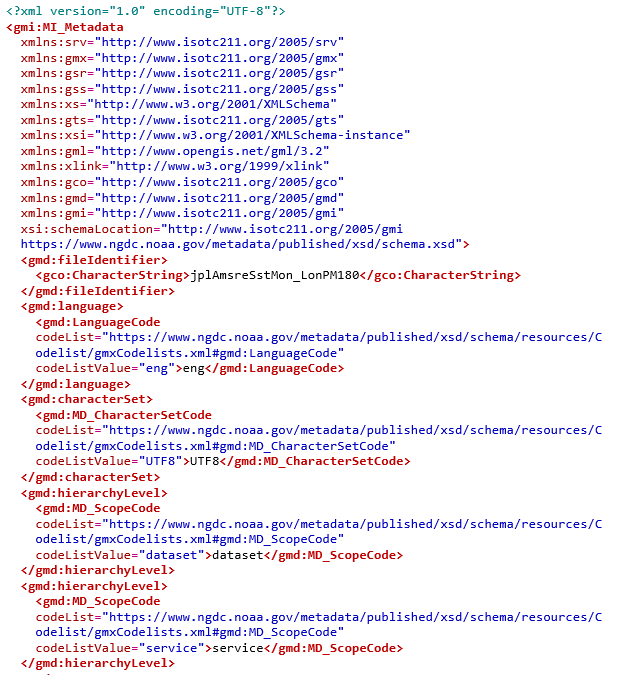 <?xml version="1.0" encoding="UTF-8"?>
<gmi:MI_Metadata
xmlns:srv="http://www.isotc211.org/2005/srv"
xmlns:gmx="http://www.isotc211.org/2005/gmx"
xmlns:gsr="http://www.isotc211.org/2005/gsr"
xmlns:gss="http://www.isotc211.org/2005/gss"
xmlns:xs="http://www.w3.org/2001/XMLSchema"
xmlns:gts="http://www.isotc211.org/2005/gts"
xmlns:xsi="http://www.w3.org/2001/XMLSchema-instance"
xmlns:gml="http://www.opengis.net/gml/3.2"
xmlns:xlink="http://www.w3.org/1999/xlink"
xmlns:gco="http://www.isotc211.org/2005/gco"
xmlns:gmd="http://www.isotc211.org/2005/gmd"
xmlns:gmi="http://www.isotc211.org/2005/gmi"
xsi:schemaLocation="http://www.isotc211.org/2005/gmi
https://www.ngdc.noaa.gov/metadata/published/xsd/schema.xsd">
<gmd:fileIdentifier>
<gco:CharacterString>jplAmsreSstMon_LonPM180</gco:CharacterString>
</gmd:fileIdentifier>
<gmd:language>
<gmd:LanguageCode
codeList="https://www.ngdc.noaa.gov/metadata/published/xsd/schema/resources/C
odelist/gmxCodelists.xml#gmd:LanguageCode"
codeListValue="eng">eng</gmd:LanguageCode>
</gmd:language>
<gmd:characterSet>
<gmd:MD_CharacterSetCode
codeList="https://www.ngdc.noaa.gov/metadata/published/xsd/schema/resources/C
odelist/gmxCodelists.xml#gmd:MD_CharacterSetCode"
codeListValue="UTF8">UTF8</gmd:MD_CharacterSetCode>
</gmd:characterSet>
<gmd:hierarchyLevel>
<gmd:MD_ScopeCode
codeList="https://www.ngdc.noaa.gov/metadata/published/xsd/schema/resources/C
odelist/gmxCodelists.xml#gmd:MD_ScopeCode"
codeListValue="dataset">dataset</gmd:MD_ScopeCode>
</gmd:hierarchyLevel>
<gmd:hierarchyLevel>
<gmd:MD_ScopeCode
codeList="https://www.ngdc.noaa.gov/metadata/published/xsd/schema/resources/C
odelist/gmxCodelists.xml#gmd:MD_ScopeCode"
codeListValue="service">service</gmd:MD_ScopeCode>
</gmd:hierarchyLevel>